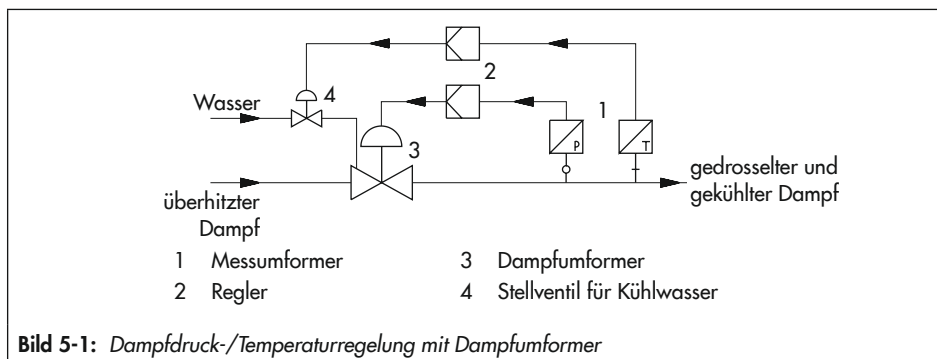 4
2
Wasser
3
1
P
T
gedrosselter und
gekühlter Dampf
überhitzter
Dampf
1 Messumformer
3 Dampfumformer
2 Regler
4 Stellventil für Kühlwasser
Bild 5-1: Dampfdruck-/Temperaturregelung mit Dampfumformer